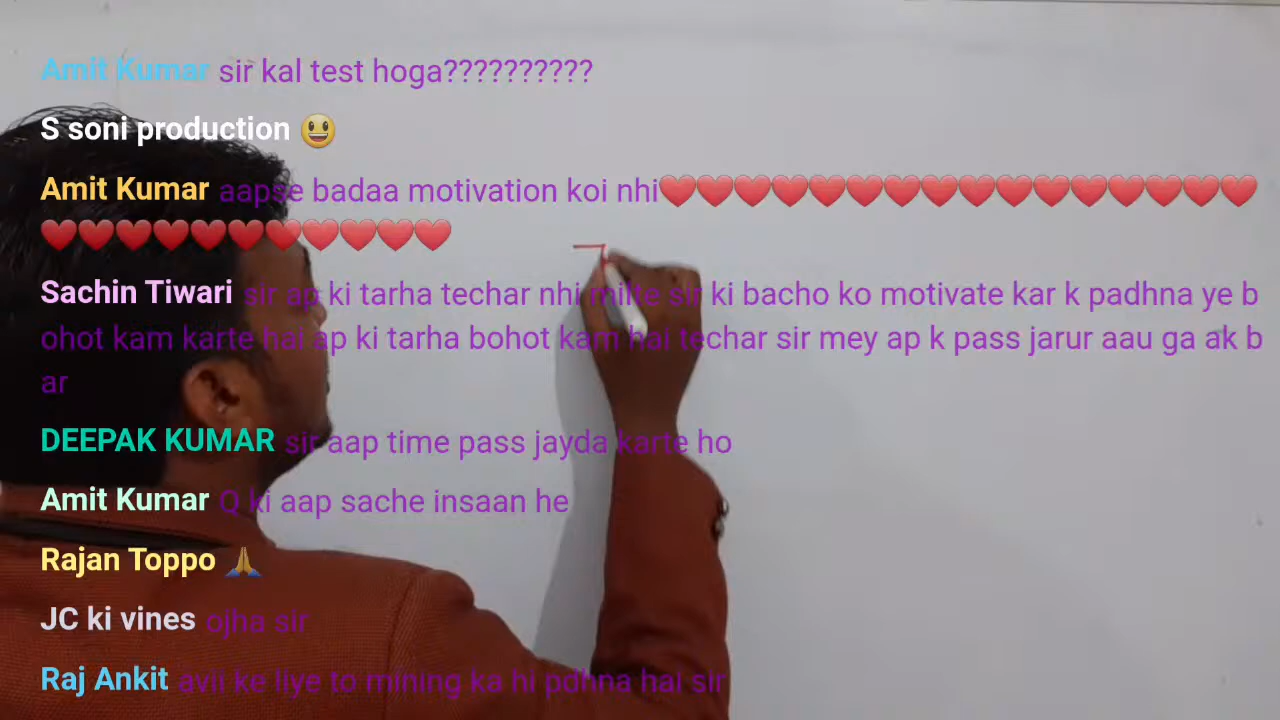 Amit Kumar sir kal test hoga??????????
S soni production 😃
Amit Kumar aapse badaa motivation koi nhi❤️❤️❤️❤️❤️❤️❤️❤️❤️❤️❤️❤️❤️❤️❤️❤️
❤️❤️❤️❤️❤️❤️❤️❤️❤️❤️❤️
Sachin Tiwari sir ap ki tarha techar nhi milte sir ki bacho ko motivate kar k padhna ye b
ohot kam karte hai ap ki tarha bohot kam hai techar sir mey ap k pass jarur aau ga ak b
ar
DEEPAK KUMAR sir aap time pass jayda karte ho
Amit Kumar Q ki aap sache insaan he
Rajan Toppo 🙏
JC ki vines ojha sir
Raj Ankit avii ke liye to mining ka hi pdhna hai sir